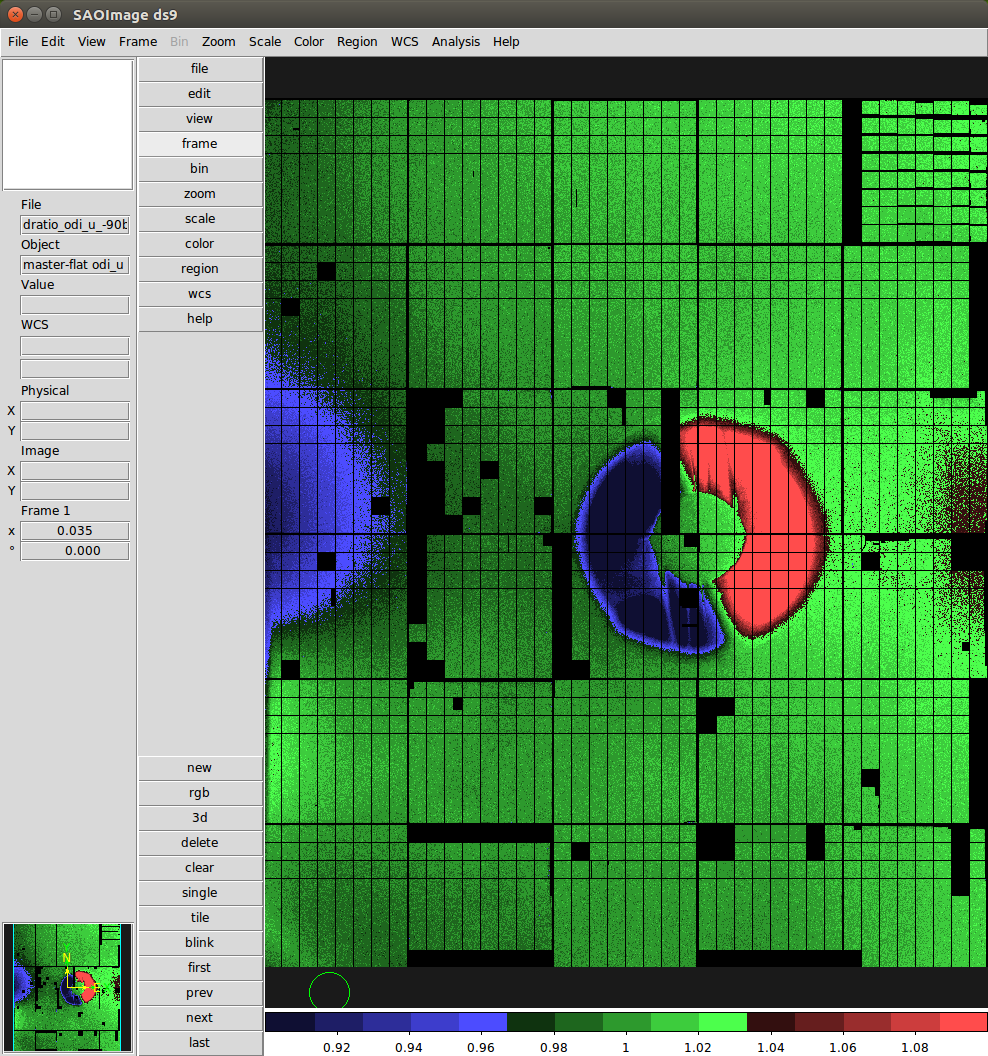 SAOImage ds9
File Edit View Frame Bin Zoom Scale Color Region WCS Analysis Help
file
edit
view
frame
bin
zoom
scale
color
region
wcs
help
File
dratio_odi_u_-90b
Object
master-flat odi_u
Value
WCS
Physical
X
Y
Image
X
Y
Frame 1
x 0.035
° 0.000
new
rgb
3d
delete
clear
single
tile
blink
first
prev
next
last
N
0.92 0.94 0.96 0.98 1 1.02 1.04 1.06 1.08